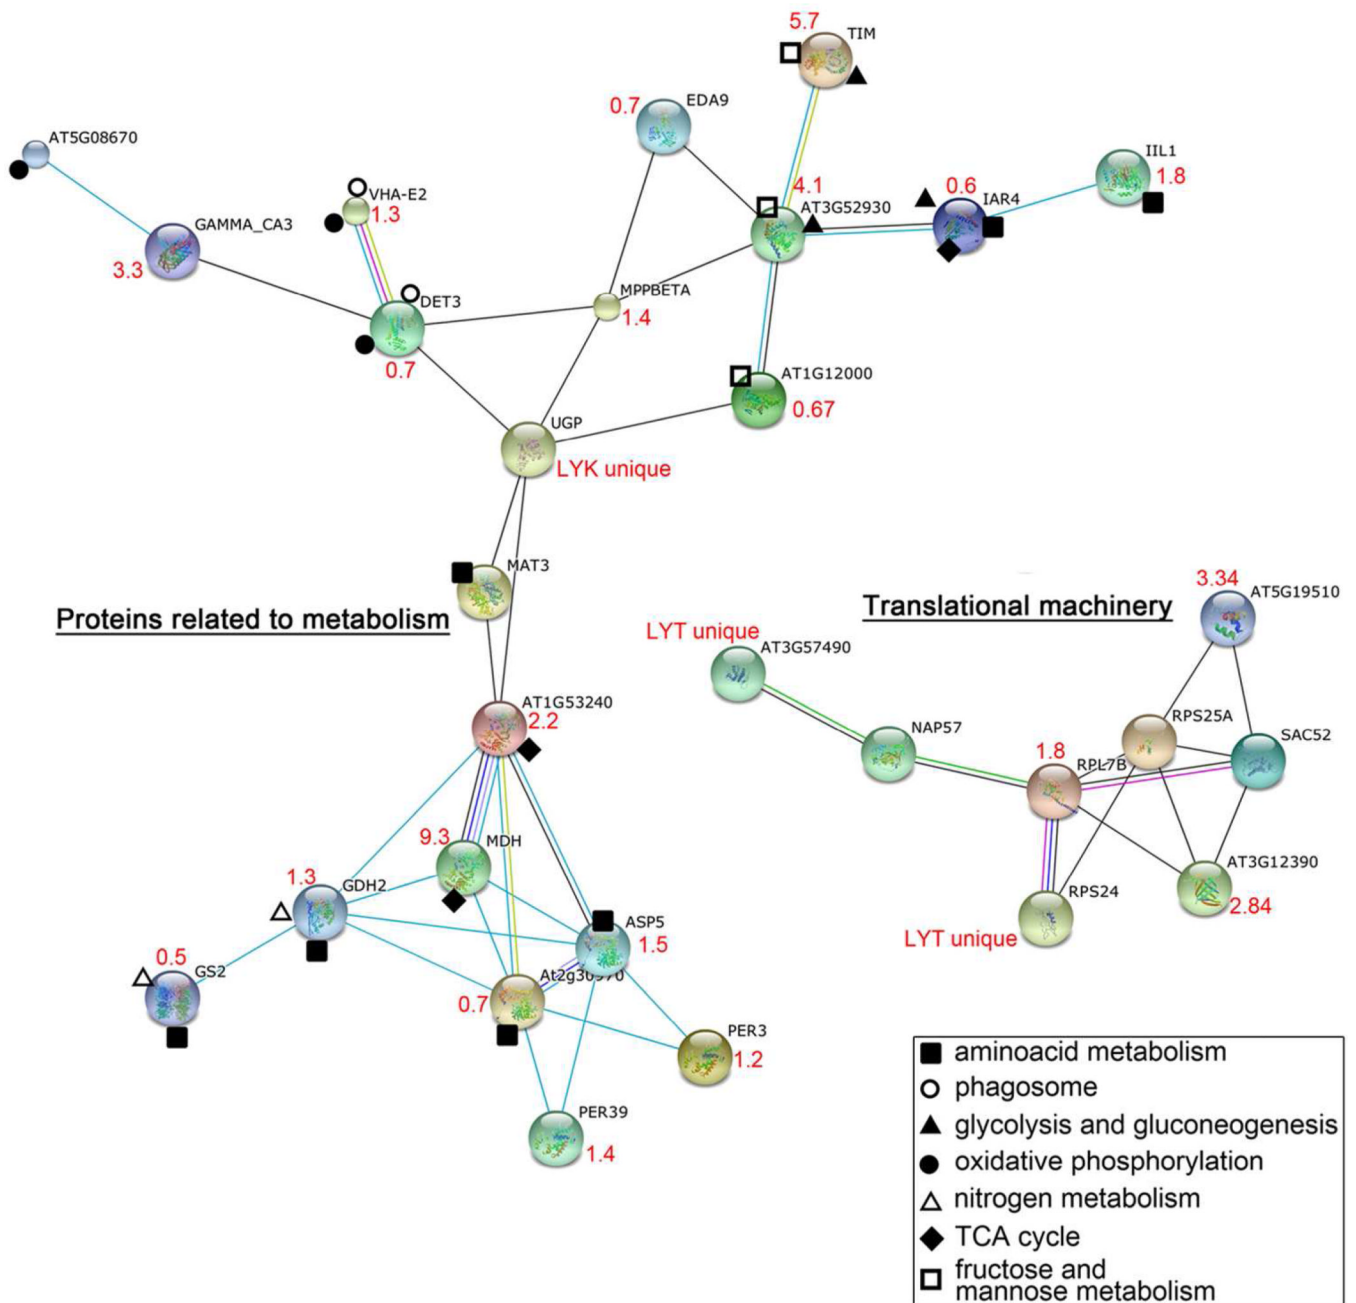 5.7
TIM
0.7
EDA9
AT5G08670
IIL1
1.8
VHA-E2
1.3
4.1
AT3G52930
0.6
IAR4
GAMMA_CA3
3.3
DET3
0.7
MPPBETA
1.4
AT1G12000
0.67
UGP
LYK unique
MAT3
Proteins related to metabolism
Translational machinery
3.34
AT5G19510
LYT unique
AT3G57490
NAP57
RPS25A
SAC52
1.8
RPL7B
AT1G53240
2.2
9.3
MDH
AT3G12390
2.84
RPS24
LYT unique
1.3
GDH2
ASP5
1.5
0.5
GS2
At2g30970
0.7
PER3
1.2
PER39
1.4
aminoacid metabolism
phagosome
glycolysis and gluconeogenesis
oxidative phosphorylation
nitrogen metabolism
TCA cycle
fructose and
mannose metabolism